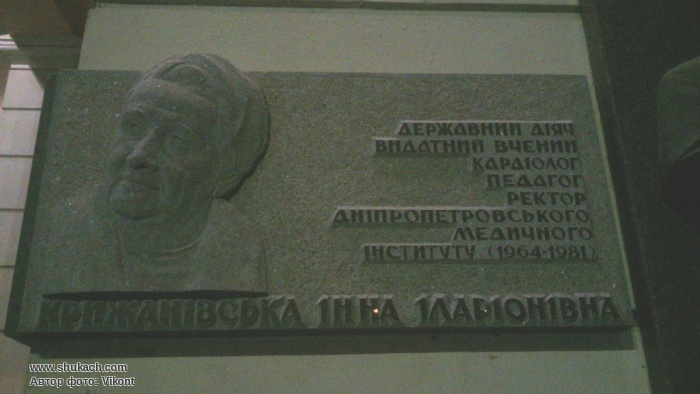 ДЕРЖАВНИЙ ДІЯЧ
ВИДАТНИЙ ВЧЕНИЙ
КАРДІОЛОГ
ПЕДАГОГ
РЕКТОР
ДНІПРОПЕТРОВСЬКОГО
МЕДИЧНОГО
ІНСТИТУТУ (1964-1981)
КРИЖАНІВСЬКА ІННА ІЛАРІОНІВНА
www.shukach.com
Автор фото: Vikont